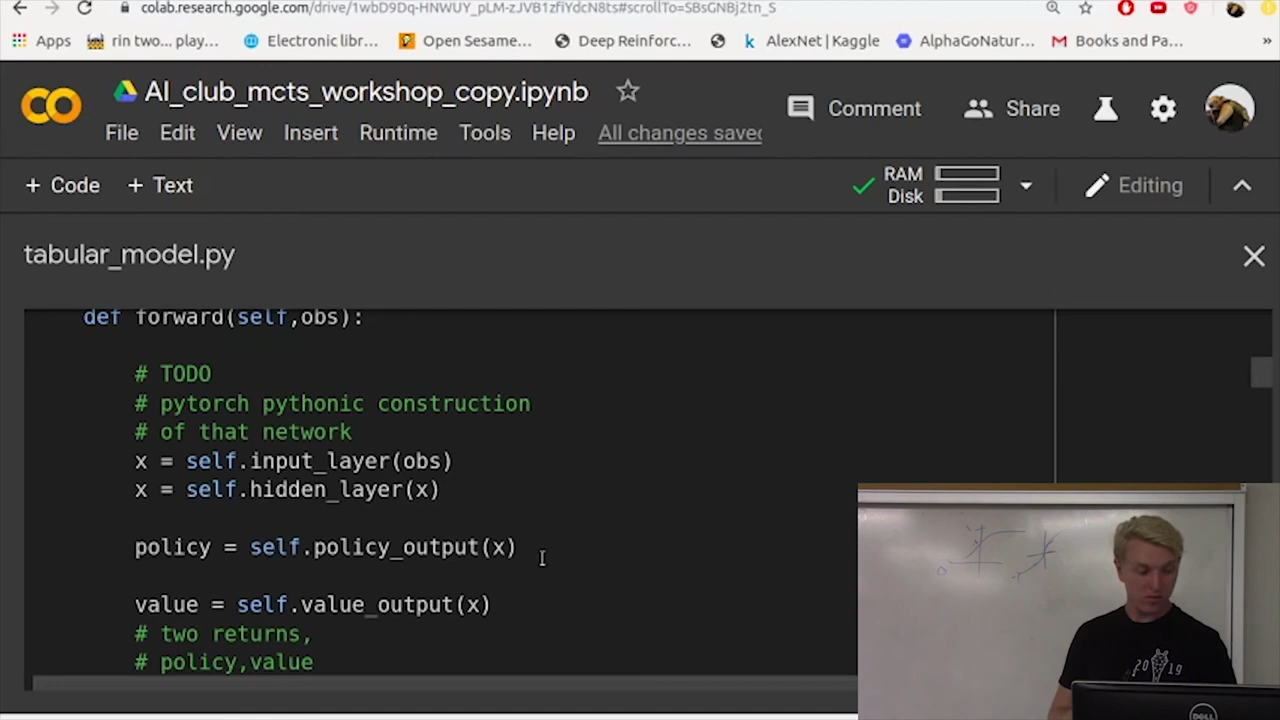 colab.research.google.com/drive/1wbD9Dq-HNWUY_pLM-zJVB1zfiYdcN8ts#scrollTo=SBsGNBj2tn_S
Apps rin two... play... Electronic libr... Open Sesame... Deep Reinforc... AlexNet | Kaggle AlphaGoNatur... Books and Pa... »
AI_club_mcts_workshop_copy.ipynb
Comment Share
File Edit View Insert Runtime Tools Help All changes saved
+ Code + Text
RAM
Disk
Editing
tabular_model.py
def forward(self,obs):
# TODO
# pytorch pythonic construction
# of that network
x = self.input_layer(obs)
x = self.hidden_layer(x)
policy = self.policy_output(x)
value = self.value_output(x)
# two returns,
# policy,value
2019
DELL